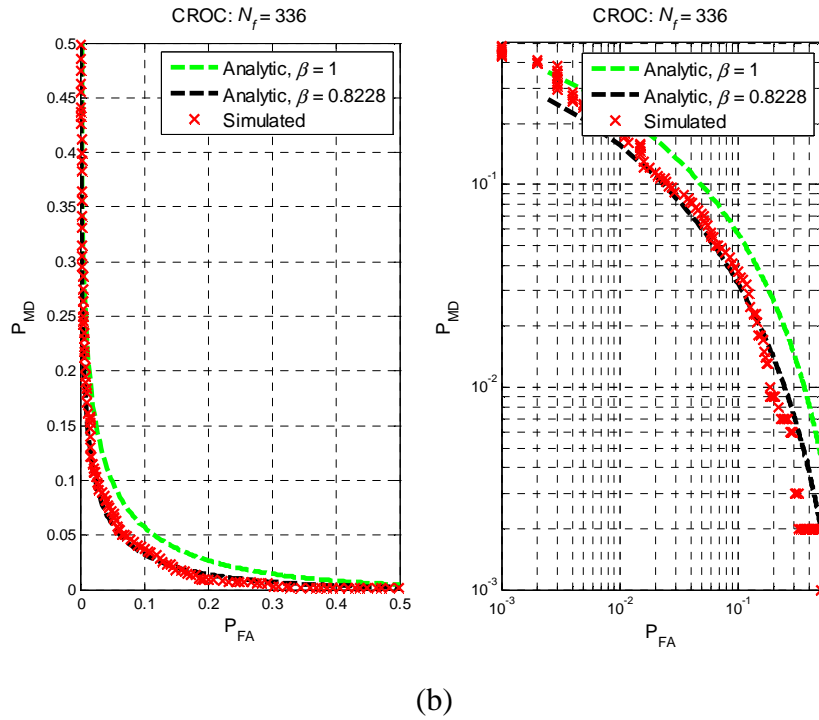 CROC: N_f = 336
0.5
0.45
0.4
0.35
0.3
0.25
0.2
0.15
0.1
0.05
0
P_MD
Analytic, β = 1
Analytic, β = 0.8228
Simulated
0
0.1
0.2
0.3
0.4
0.5
P_FA
CROC: N_f = 336
10^-1
10^-2
10^-3
P_MD
Analytic, β = 1
Analytic, β = 0.8228
Simulated
10^-3
10^-2
10^-1
P_FA
(b)